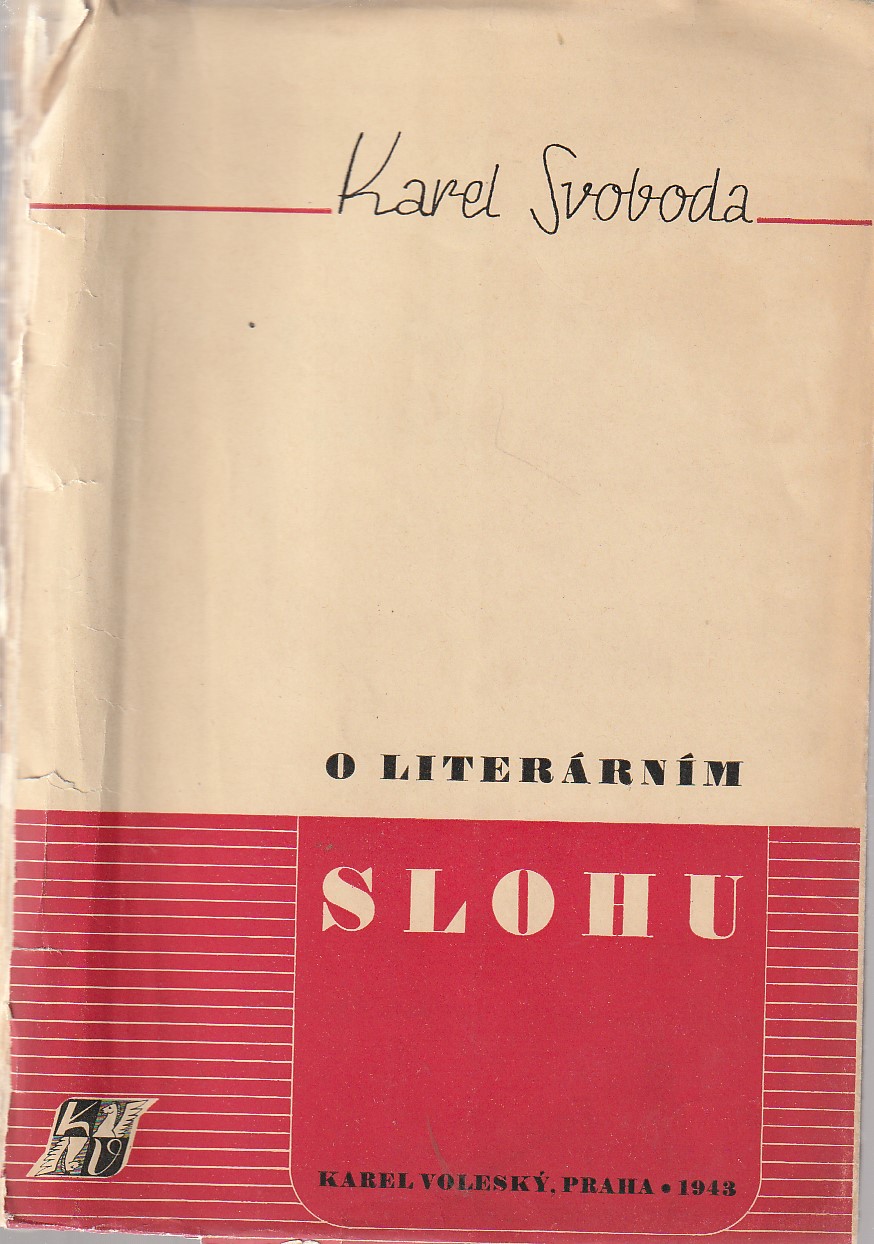 Karel Svoboda
O LITERÁRNÍM
SLOHU
K
V
KAREL VOLESKÝ, PRAHA • 1943